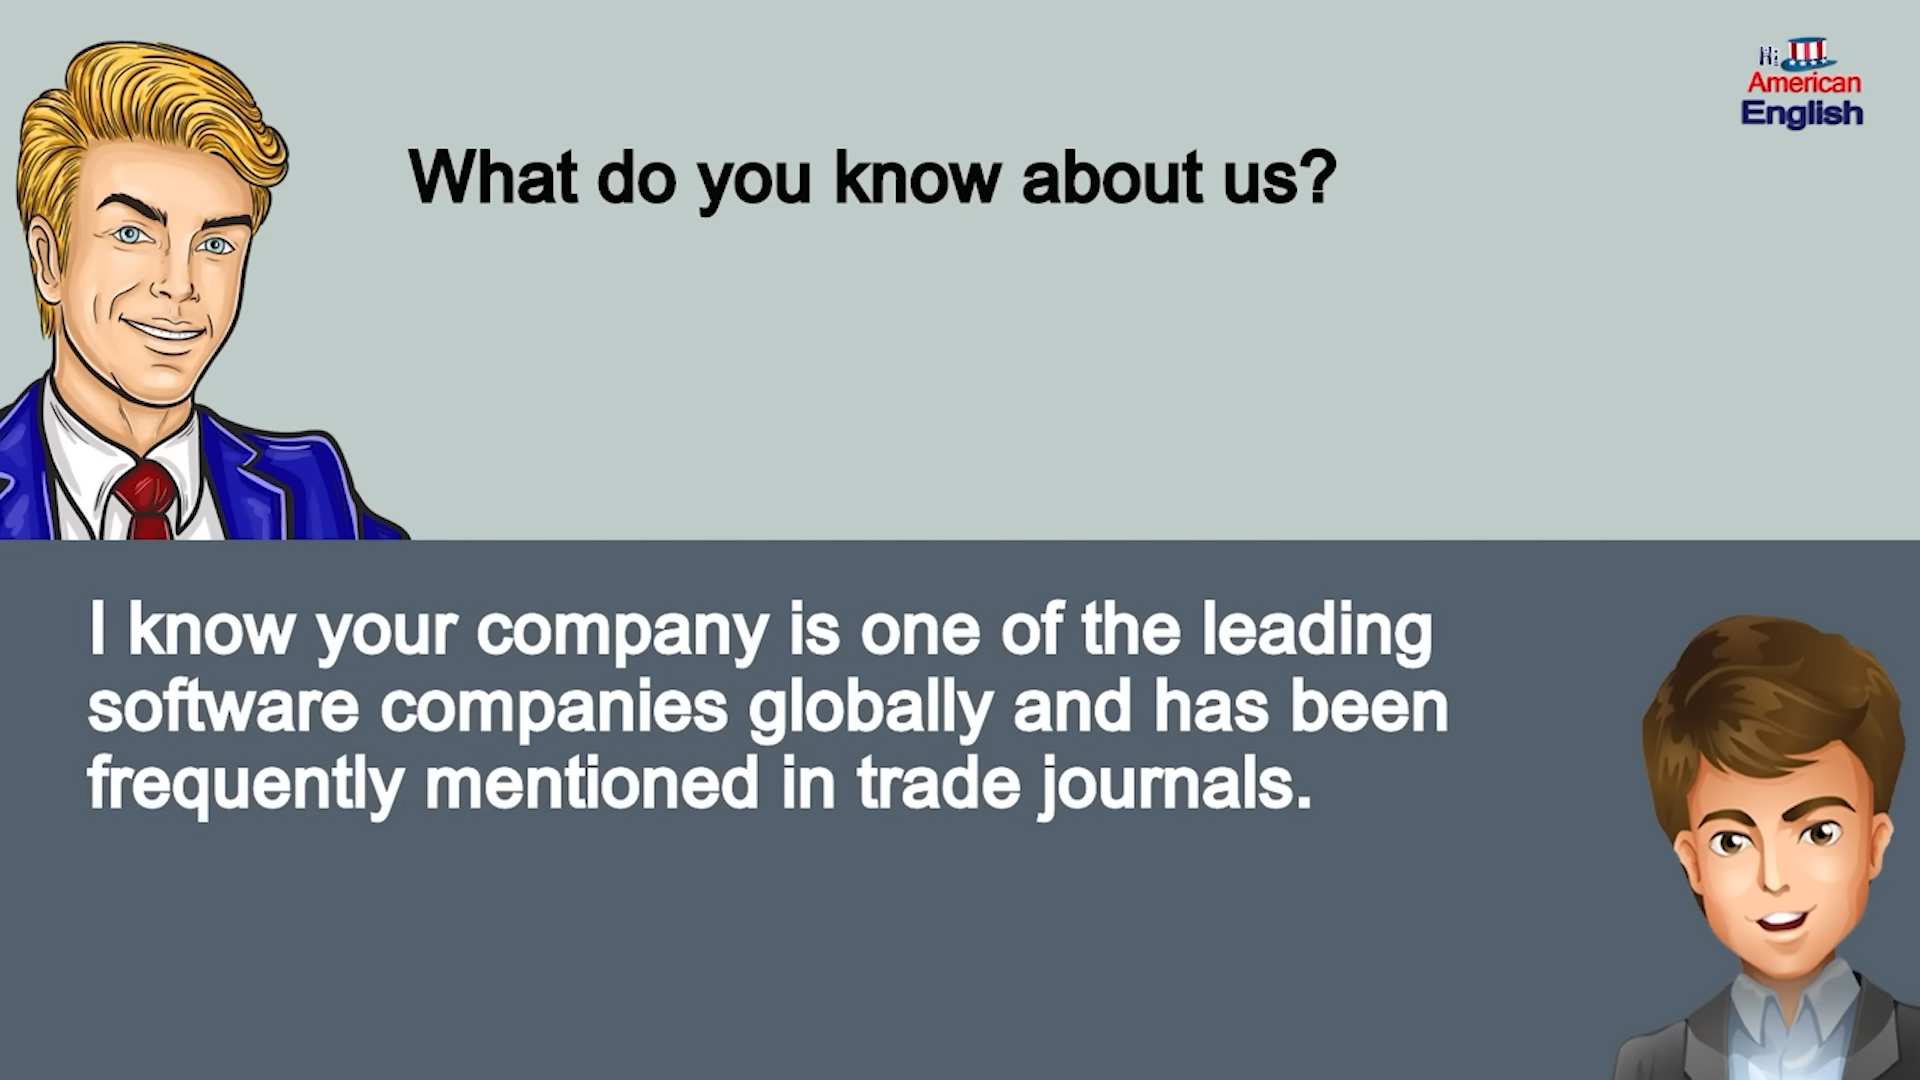 Hi
American
English
What do you know about us?
I know your company is one of the leading
software companies globally and has been
frequently mentioned in trade journals.